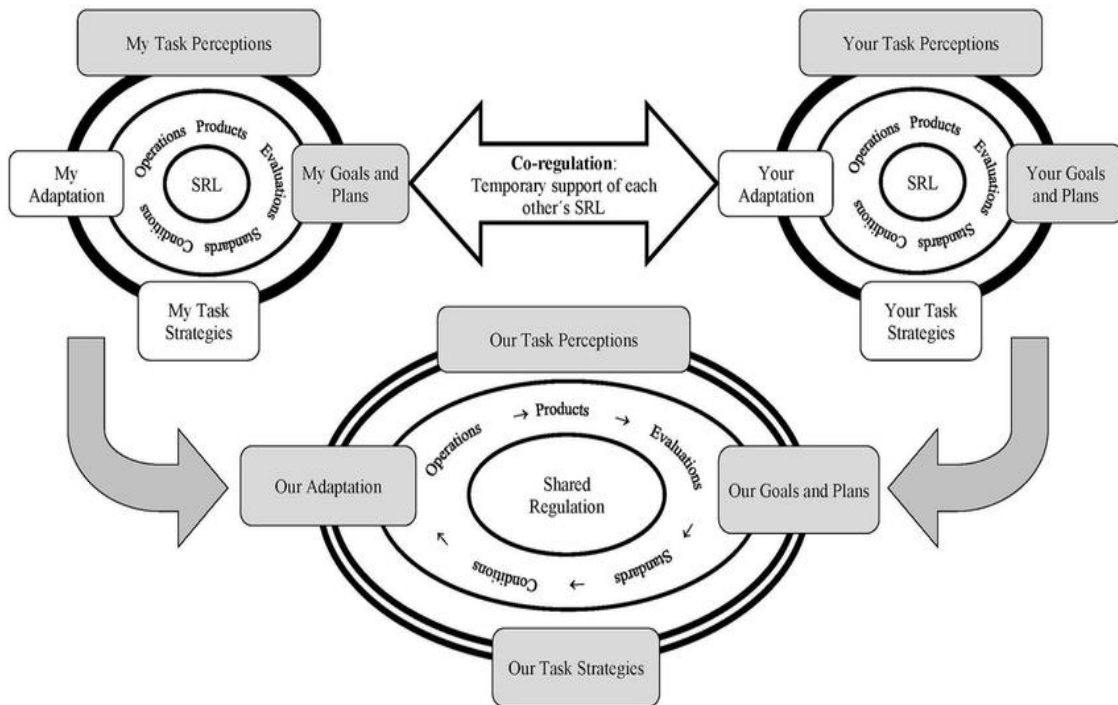 My Task Perceptions
Operations Products Evaluations
Standards Conditions
SRL
My
Adaptation
My Goals and
Plans
My Task
Strategies
Co-regulation:
Temporary support of each
other´s SRL
Your Task Perceptions
Operations Products Evaluations
Standards Conditions
SRL
Your
Adaptation
Your Goals
and Plans
Your Task
Strategies
Our Task Perceptions
Operations → Products → Evaluations
→ Standards → Conditions →
Shared
Regulation
Our Adaptation
Our Goals and Plans
Our Task Strategies